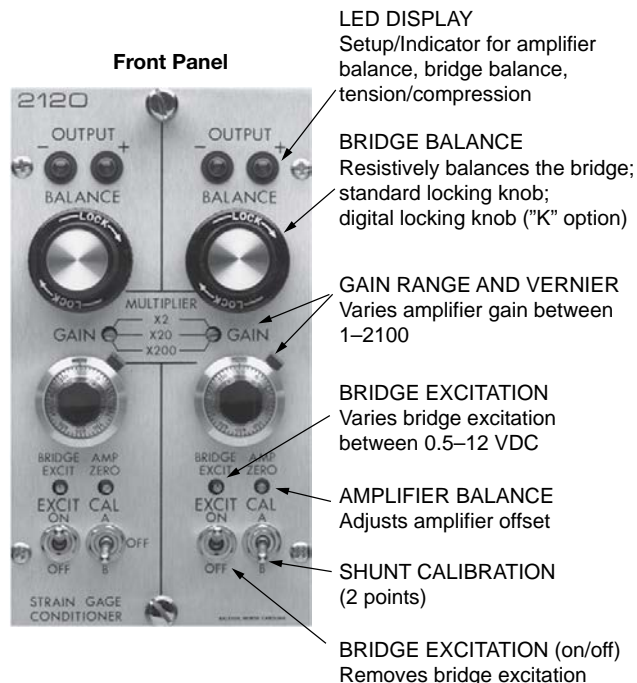 Front Panel
2120
OUTPUT
- +
BALANCE
LOCK
LOCK
OUTPUT
- +
BALANCE
LOCK
LOCK
MULTIPLIER
X2
GAIN X20 GAIN
X200
BRIDGE EXCIT
AMP ZERO
EXCIT CAL
ON A
OFF
OFF B
BRIDGE EXCIT
AMP ZERO
EXCIT CAL
ON A
OFF B
STRAIN GAGE
CONDITIONER
RALEIGH, NORTH CAROLINA
LED DISPLAY
Setup/Indicator for amplifier
balance, bridge balance,
tension/compression
BRIDGE BALANCE
Resistively balances the bridge;
standard locking knob;
digital locking knob ("K" option)
GAIN RANGE AND VERNIER
Varies amplifier gain between
1–2100
BRIDGE EXCITATION
Varies bridge excitation
between 0.5–12 VDC
AMPLIFIER BALANCE
Adjusts amplifier offset
SHUNT CALIBRATION
(2 points)
BRIDGE EXCITATION (on/off)
Removes bridge excitation